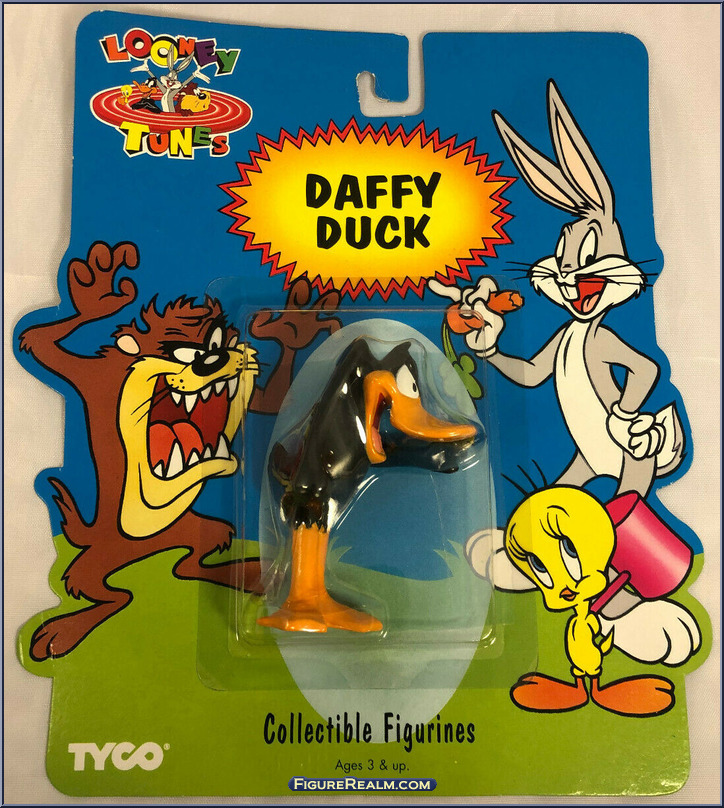 LOONEY
TUNES
DAFFY
DUCK
Collectible Figurines
TYCO®
Ages 3 & up.
FIGUREREALM.COM